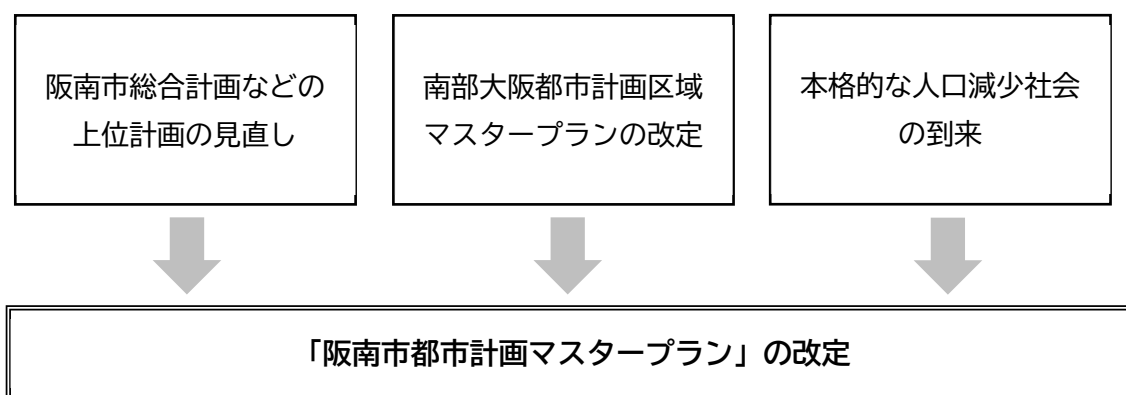 阪南市総合計画などの
上位計画の見直し
南部大阪都市計画区域
マスタープランの改定
本格的な人口減少社会
の到来
「阪南市都市計画マスタープラン」の改定